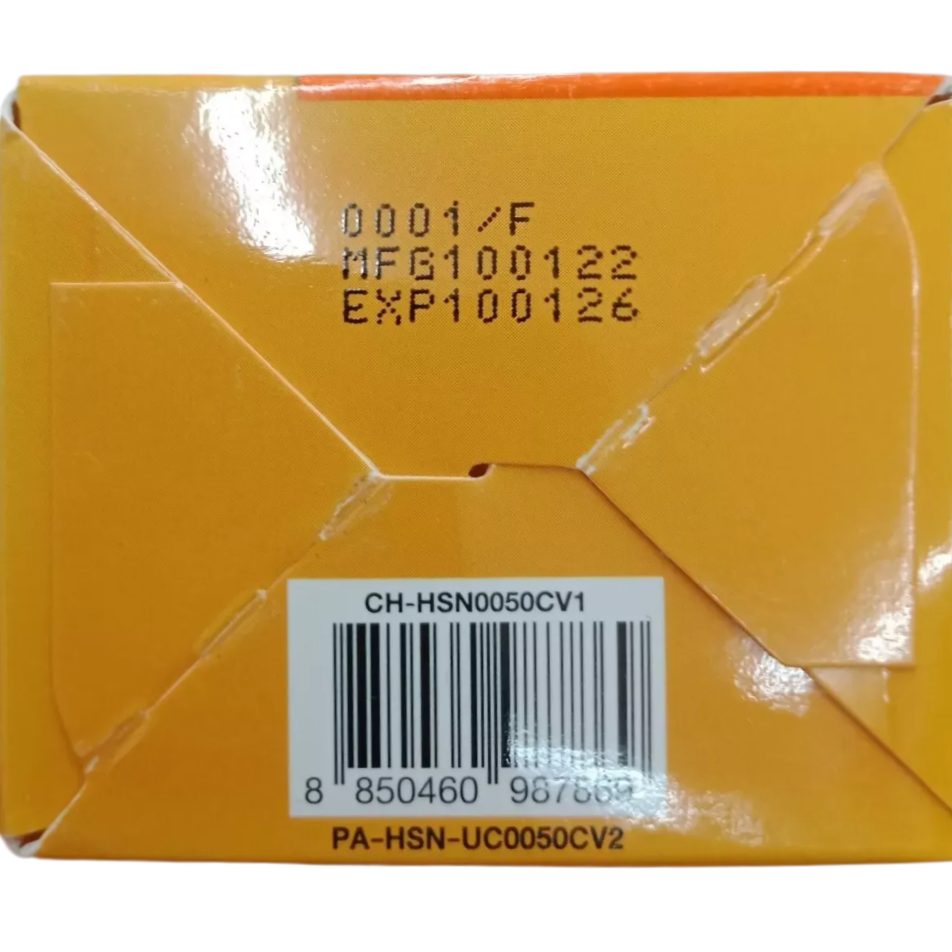 0001/F
MFG100122
EXP100126
CH-HSN0050CV1
8 850460 987869
PA-HSN-UC0050CV2